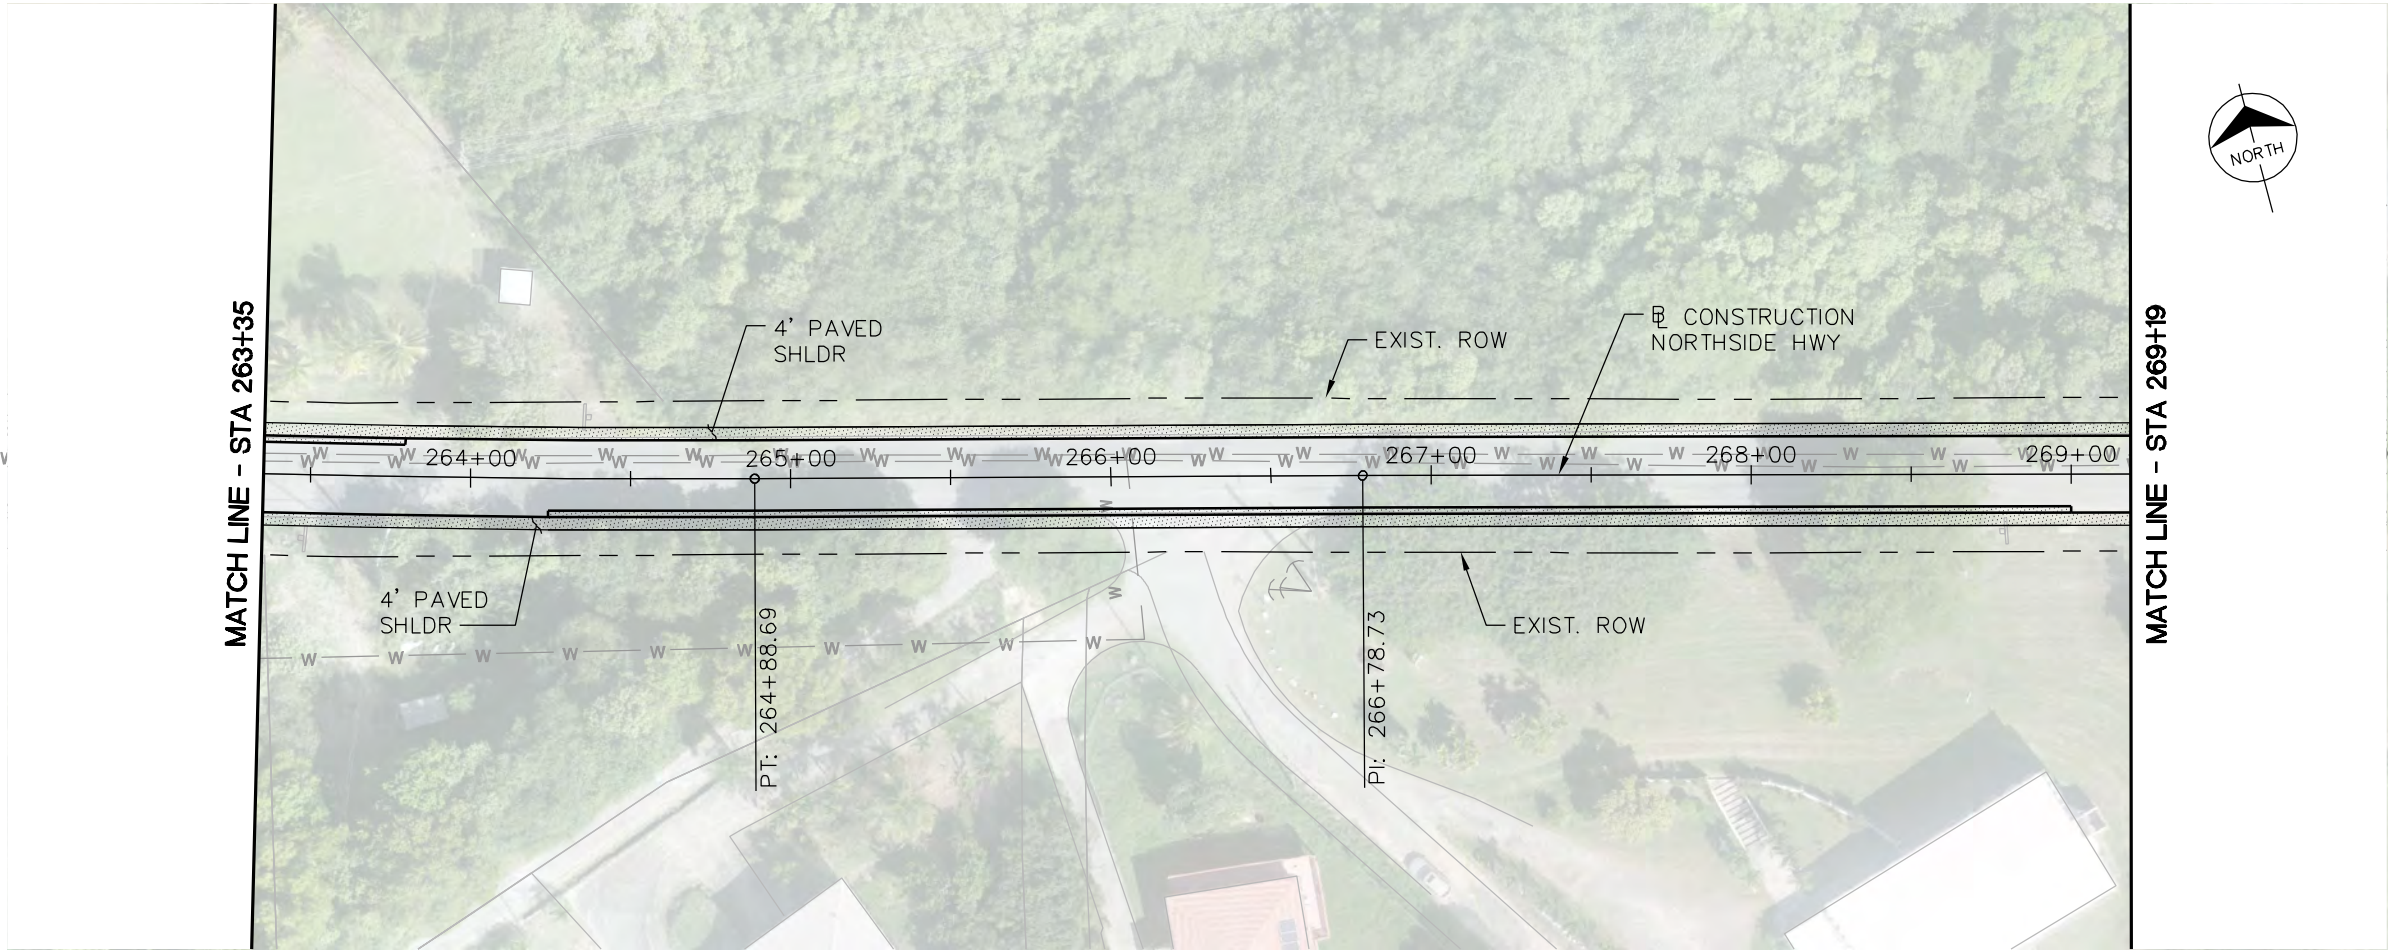 NORTH
MATCH LINE - STA 263+35
MATCH LINE - STA 269+19
4' PAVED
SHLDR
EXIST. ROW
BL CONSTRUCTION
NORTHSIDE HWY
264+00
265+00
266+00
267+00
268+00
269+00
W W W W W W W W W W W W W W W W W W W W W W W W W W W W W W W W W W W W W W W
W
4' PAVED
SHLDR
W
EXIST. ROW
W W W W W W W W W W
PT: 264+88.69
PI: 266+78.73